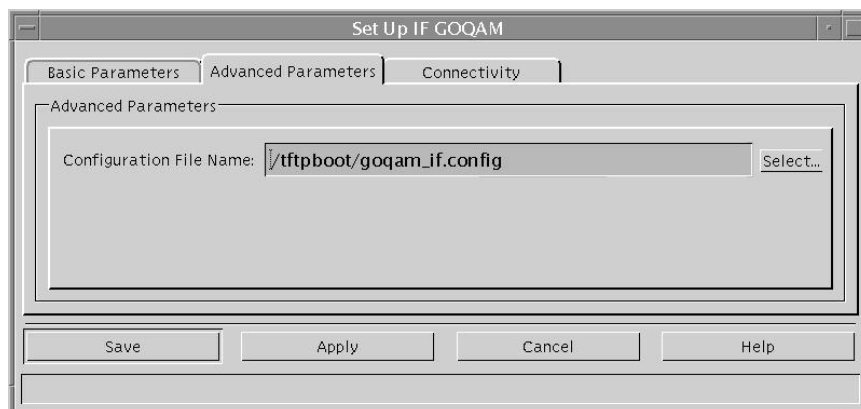 Set Up IF GOQAM
Basic Parameters
Advanced Parameters
Connectivity
Advanced Parameters
Configuration File Name:
/tftpboot/goqam_if.config
Select...
Save
Apply
Cancel
Help